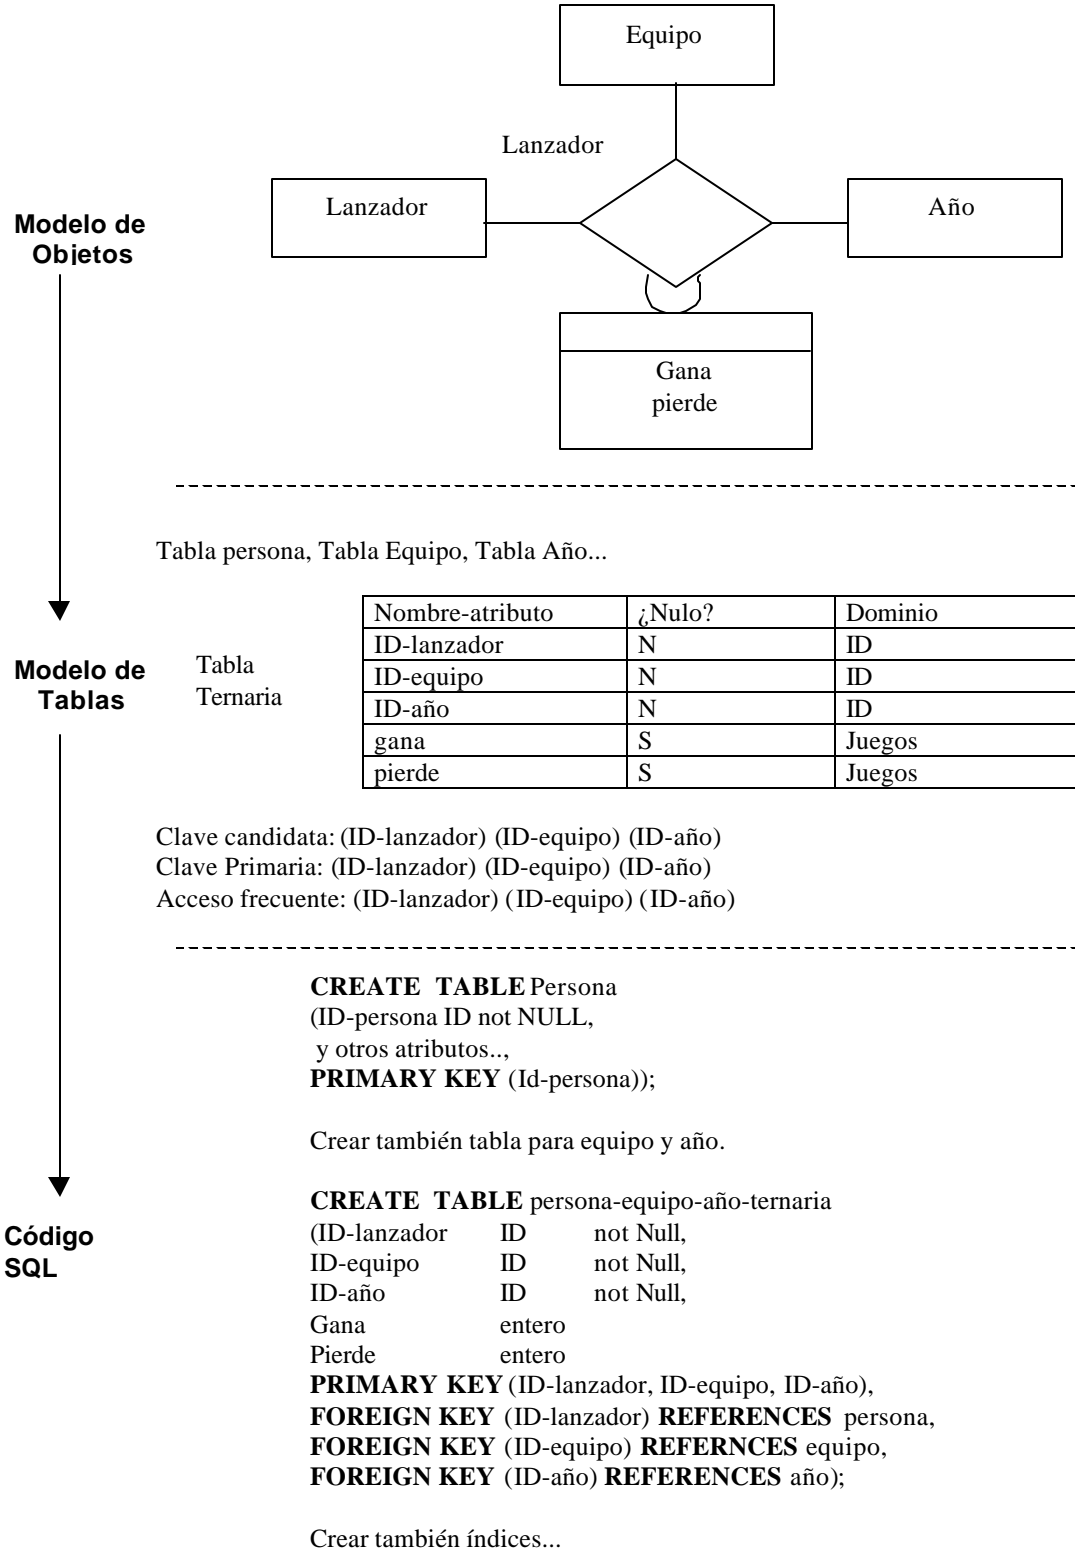 Equipo
Lanzador
Lanzador
Año
Modelo de
Objetos
Gana
pierde
Tabla persona, Tabla Equipo, Tabla Año...
Nombre-atributo ¿Nulo? Dominio
ID-lanzador N ID
ID-equipo N ID
ID-año N ID
gana S Juegos
pierde S Juegos
Modelo de
Tablas
Tabla
Ternaria
Clave candidata: (ID-lanzador) (ID-equipo) (ID-año)
Clave Primaria: (ID-lanzador) (ID-equipo) (ID-año)
Acceso frecuente: (ID-lanzador) (ID-equipo) (ID-año)
CREATE TABLE Persona
(ID-persona ID not NULL,
y otros atributos..,
PRIMARY KEY (Id-persona));
Crear también tabla para equipo y año.
CREATE TABLE persona-equipo-año-ternaria
(ID-lanzador ID not Null,
ID-equipo ID not Null,
ID-año ID not Null,
Gana entero
Pierde entero
PRIMARY KEY (ID-lanzador, ID-equipo, ID-año),
FOREIGN KEY (ID-lanzador) REFERENCES persona,
FOREIGN KEY (ID-equipo) REFERNCES equipo,
FOREIGN KEY (ID-año) REFERENCES año);
Código
SQL
Crear también índices...